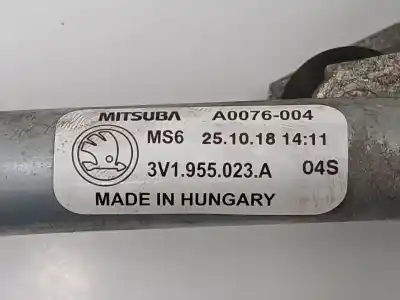 MITSUBA A0076-004
MS6 25.10.18 14:11
3V1.955.023.A 04S
MADE IN HUNGARY